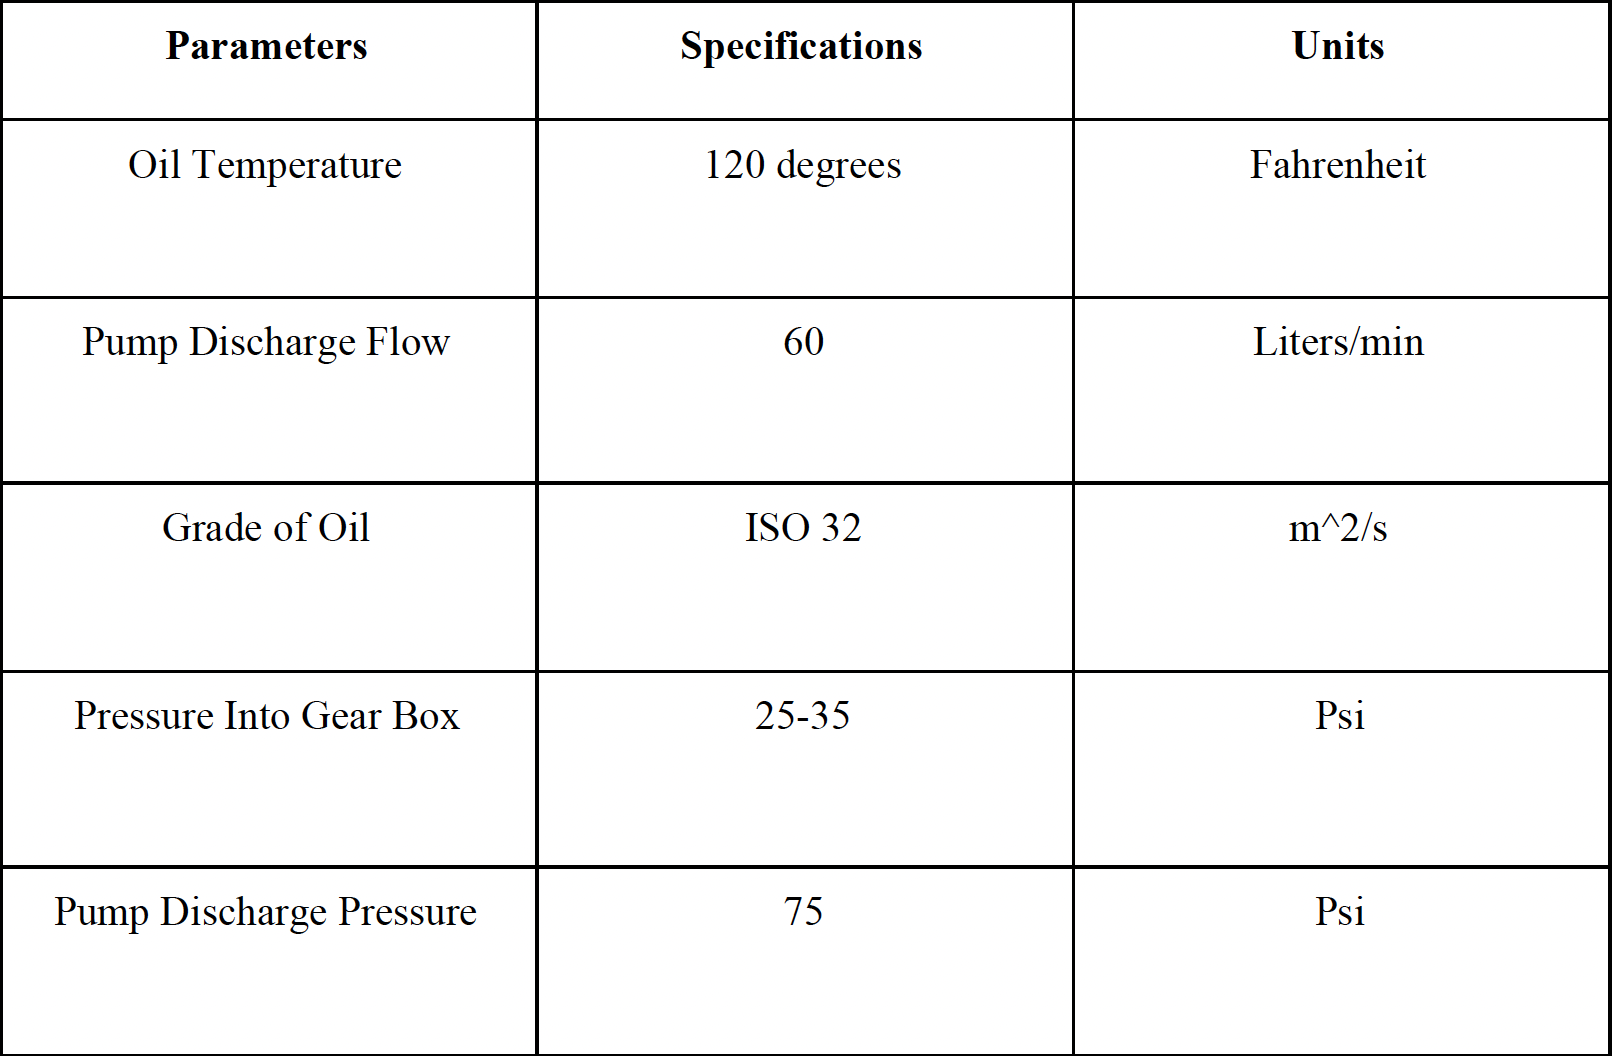 Parameters Specifications Units
Oil Temperature 120 degrees Fahrenheit
Pump Discharge Flow 60 Liters/min
Grade of Oil ISO 32 m^2/s
Pressure Into Gear Box 25-35 Psi
Pump Discharge Pressure 75 Psi